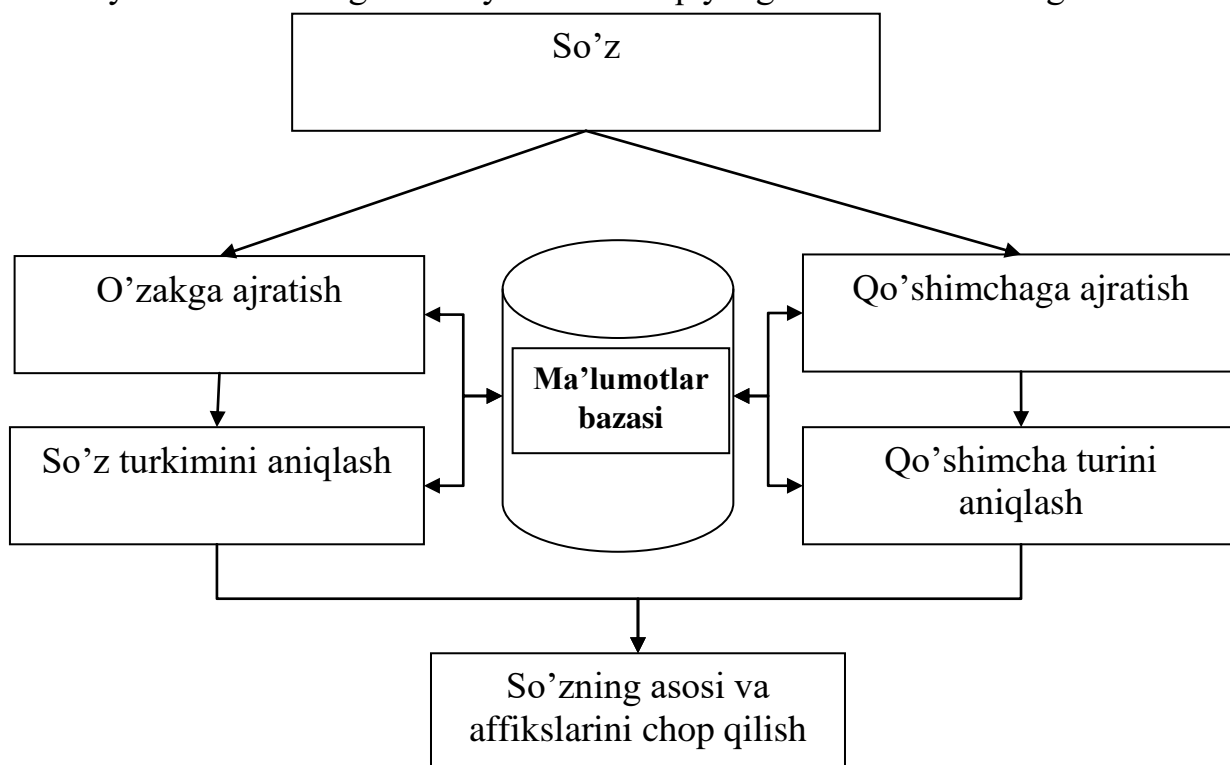 So’z
O’zakga ajratish
Qo’shimchaga ajratish
Ma’lumotlar
bazasi
So’z turkimini aniqlash
Qo’shimcha turini
aniqlash
So’zning asosi va
affikslarini chop qilish